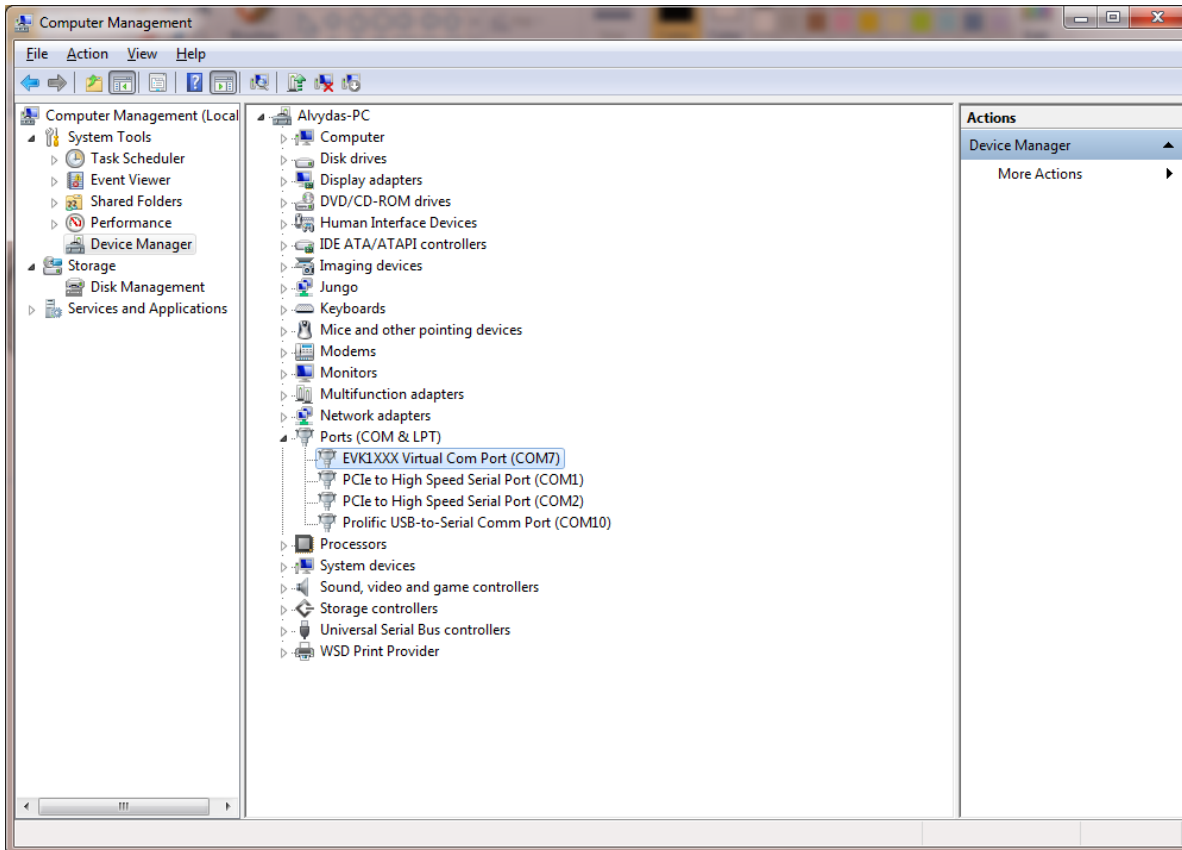 Computer Management
File Action View Help
Computer Management (Local
System Tools
Task Scheduler
Event Viewer
Shared Folders
Performance
Device Manager
Storage
Disk Management
Services and Applications
Alvydas-PC
Computer
Disk drives
Display adapters
DVD/CD-ROM drives
Human Interface Devices
IDE ATA/ATAPI controllers
Imaging devices
Jungo
Keyboards
Mice and other pointing devices
Modems
Monitors
Multifunction adapters
Network adapters
Ports (COM & LPT)
EVK1XXX Virtual Com Port (COM7)
PCIe to High Speed Serial Port (COM1)
PCIe to High Speed Serial Port (COM2)
Prolific USB-to-Serial Comm Port (COM10)
Processors
System devices
Sound, video and game controllers
Storage controllers
Universal Serial Bus controllers
WSD Print Provider
Actions
Device Manager
More Actions